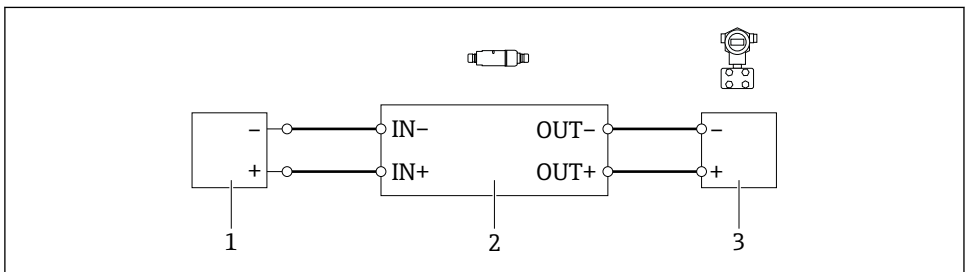 − IN− OUT− −
+ IN+ OUT+ +
1 2 3